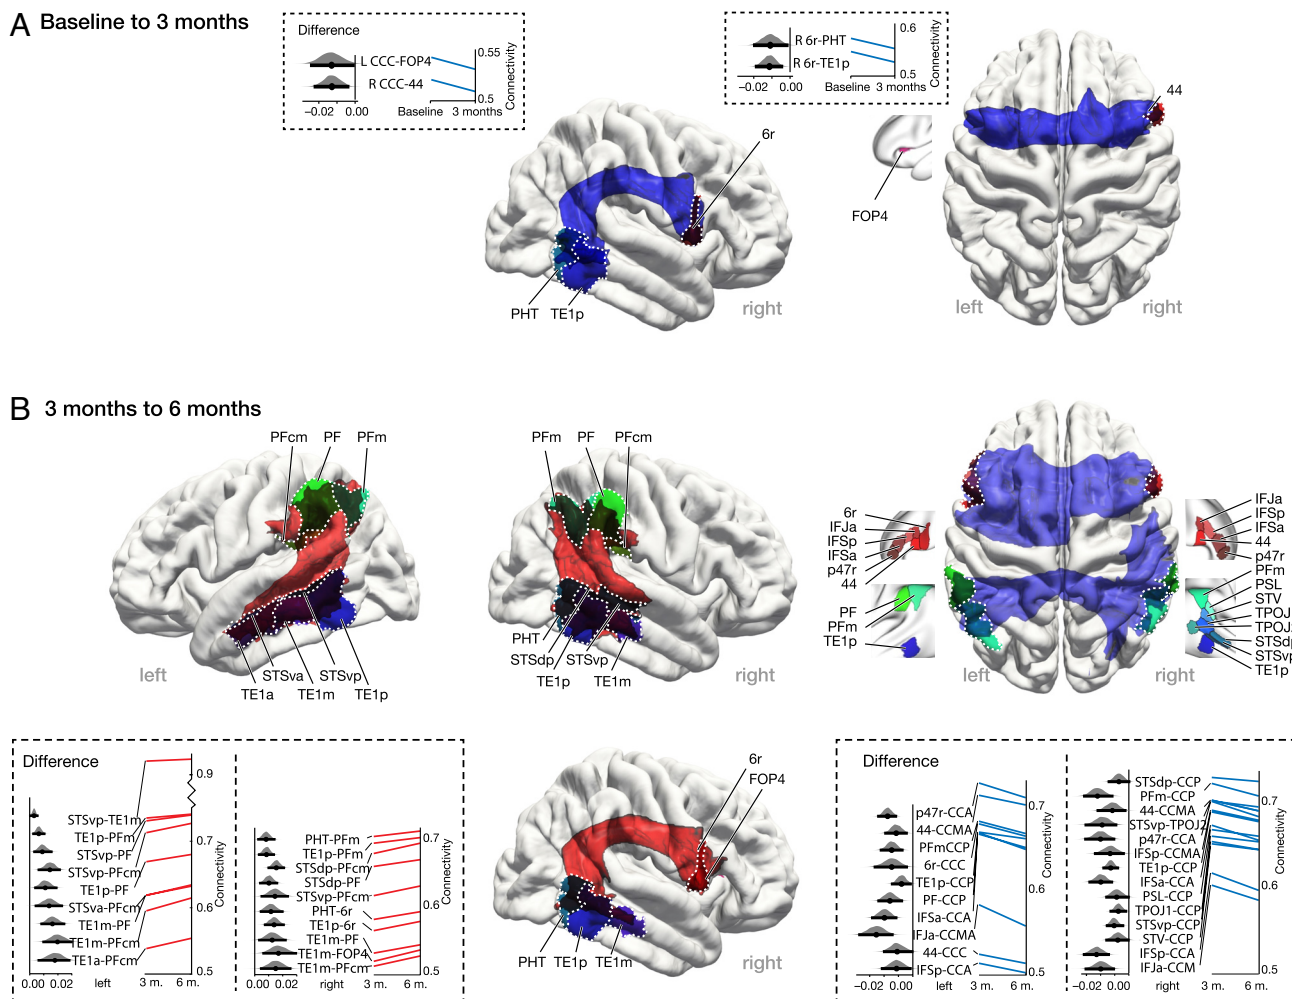 A Baseline to 3 months
Difference
L CCC-FOP4
R CCC-44
−0.02 0.00
Baseline 3 months
0.55
0.5
Connectivity
R 6r-PHT
R 6r-TE1p
−0.02 0.00
Baseline 3 months
0.6
0.5
Connectivity
6r
PHT TE1p
right
FOP4
44
left right
B 3 months to 6 months
PFcm PF PFm
left
STSva STSvp
TE1a TE1m TE1p
PFm PF PFcm
PHT
STSdp STSvp
TE1p TE1m
right
6r
IFJa
IFSp
IFSa
p47r
44
PF
PFm
TE1p
left right
IFJa
IFSp
IFSa
44
p47r
PFm
PSL
STV
TPOJ
TPOJ
STSd
STSv
TE1p
Difference
STSvp-TE1m
TE1p-PFm
STSvp-PF
STSvp-PFcm
TE1p-PF
STSva-PFcm
TE1m-PF
TE1m-PFcm
TE1a-PFcm
0.00 0.02 left 3 m. 6 m.
0.9
0.7
0.6
0.5
Connectivity
PHT-PFm
TE1p-PFm
STSdp-PFm
STSdp-PF
STSvp-PFcm
PHT-6r
TE1p-6r
TE1m-PF
TE1m-FOP4
TE1m-PFcm
0.00 0.02 right 3 m. 6 m.
0.7
0.6
0.5
Connectivity
6r
FOP4
PHT TE1p TE1m
right
Difference
p47r-CCA
44-CCMA
PFmCCP
6r-CCC
TE1p-CCP
PF-CCP
IFSa-CCA
IFJa-CCMA
44-CCC
IFSp-CCA
−0.02 0.00 left 3 m. 6 m.
0.7
0.6
0.5
Connectivity
STSdp-CCP
PFm-CCP
44-CCMA
STSvp-TPOJ2
p47r-CCA
IFSp-CCMA
TE1p-CCP
IFSa-CCA
PSL-CCP
TPOJ1-CCP
STSvp-CCP
STV-CCP
IFSp-CCA
IFJa-CCM
−0.02 0.00 right 3 m. 6 m.
0.7
0.6
0.5
Connectivity